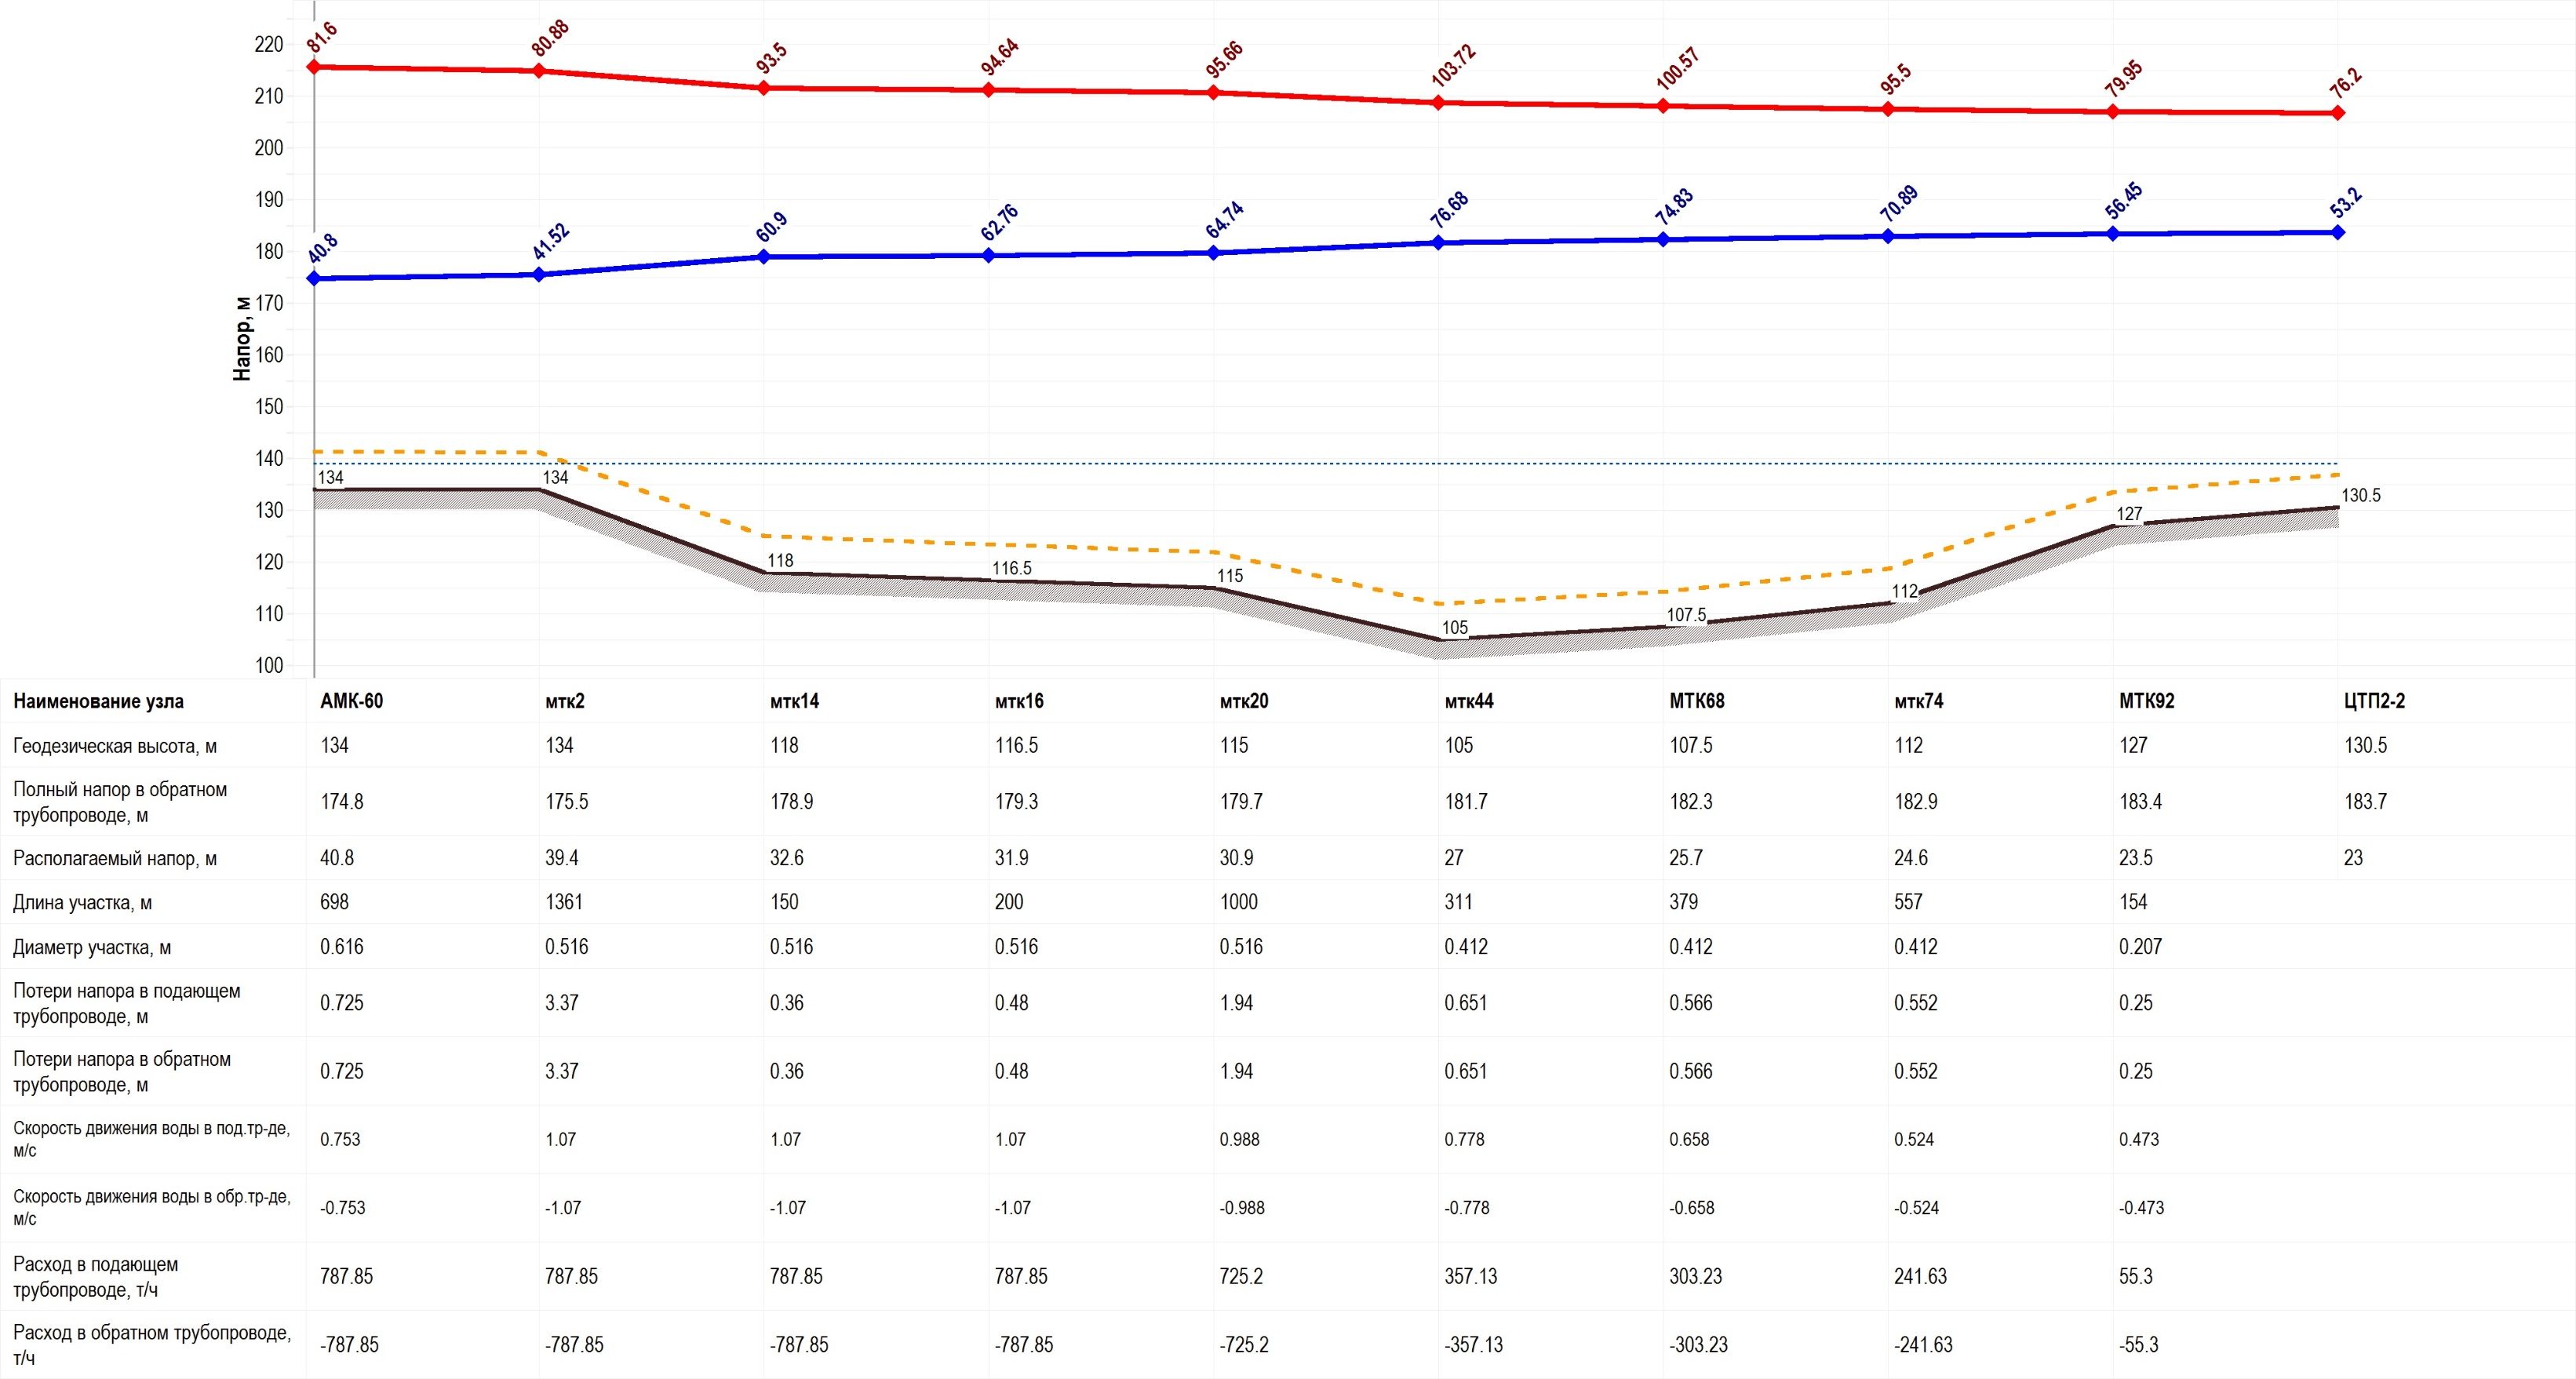 81.6
80.88
93.5
94.64
95.66
103.72
100.57
95.5
79.95
76.2
40.8
41.52
60.9
62.76
64.74
76.68
74.83
70.89
56.45
53.2
Напор, м
220
210
200
190
180
170
160
150
140
130
120
110
100
134
134
118
116.5
115
105
107.5
112
127
130.5
Наименование узла АМК-60 мтк2 мтк14 мтк16 мтк20 мтк44 МТК68 мтк74 МТК92 ЦТП2-2
Геодезическая высота, м 134 134 118 116.5 115 105 107.5 112 127 130.5
Полный напор в обратном
трубопроводе, м 174.8 175.5 178.9 179.3 179.7 181.7 182.3 182.9 183.4 183.7
Располагаемый напор, м 40.8 39.4 32.6 31.9 30.9 27 25.7 24.6 23.5 23
Длина участка, м 698 1361 150 200 1000 311 379 557 154
Диаметр участка, м 0.616 0.516 0.516 0.516 0.516 0.412 0.412 0.412 0.207
Потери напора в подающем
трубопроводе, м 0.725 3.37 0.36 0.48 1.94 0.651 0.566 0.552 0.25
Потери напора в обратном
трубопроводе, м 0.725 3.37 0.36 0.48 1.94 0.651 0.566 0.552 0.25
Скорость движения воды в под.тр-де,
м/с 0.753 1.07 1.07 1.07 0.988 0.778 0.658 0.524 0.473
Скорость движения воды в обр.тр-де,
м/с -0.753 -1.07 -1.07 -1.07 -0.988 -0.778 -0.658 -0.524 -0.473
Расход в подающем
трубопроводе, т/ч 787.85 787.85 787.85 787.85 725.2 357.13 303.23 241.63 55.3
Расход в обратном трубопроводе,
т/ч -787.85 -787.85 -787.85 -787.85 -725.2 -357.13 -303.23 -241.63 -55.3